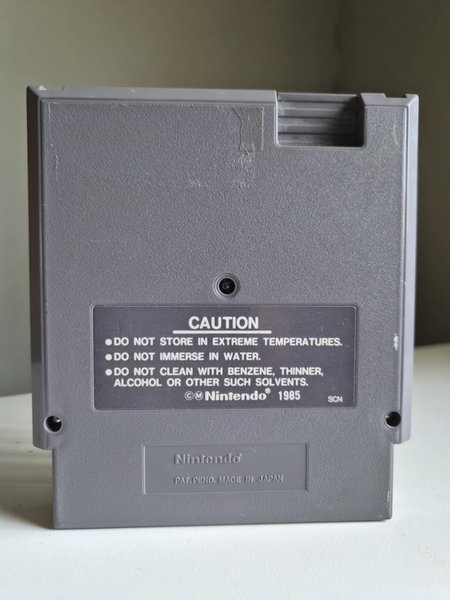 CAUTION
●DO NOT STORE IN EXTREME TEMPERATURES.
●DO NOT IMMERSE IN WATER.
●DO NOT CLEAN WITH BENZENE, THINNER,
ALCOHOL OR OTHER SUCH SOLVENTS.
©Ⓜ Nintendo® 1985 SCN
Nintendo®
PAT. PEND. MADE IN JAPAN